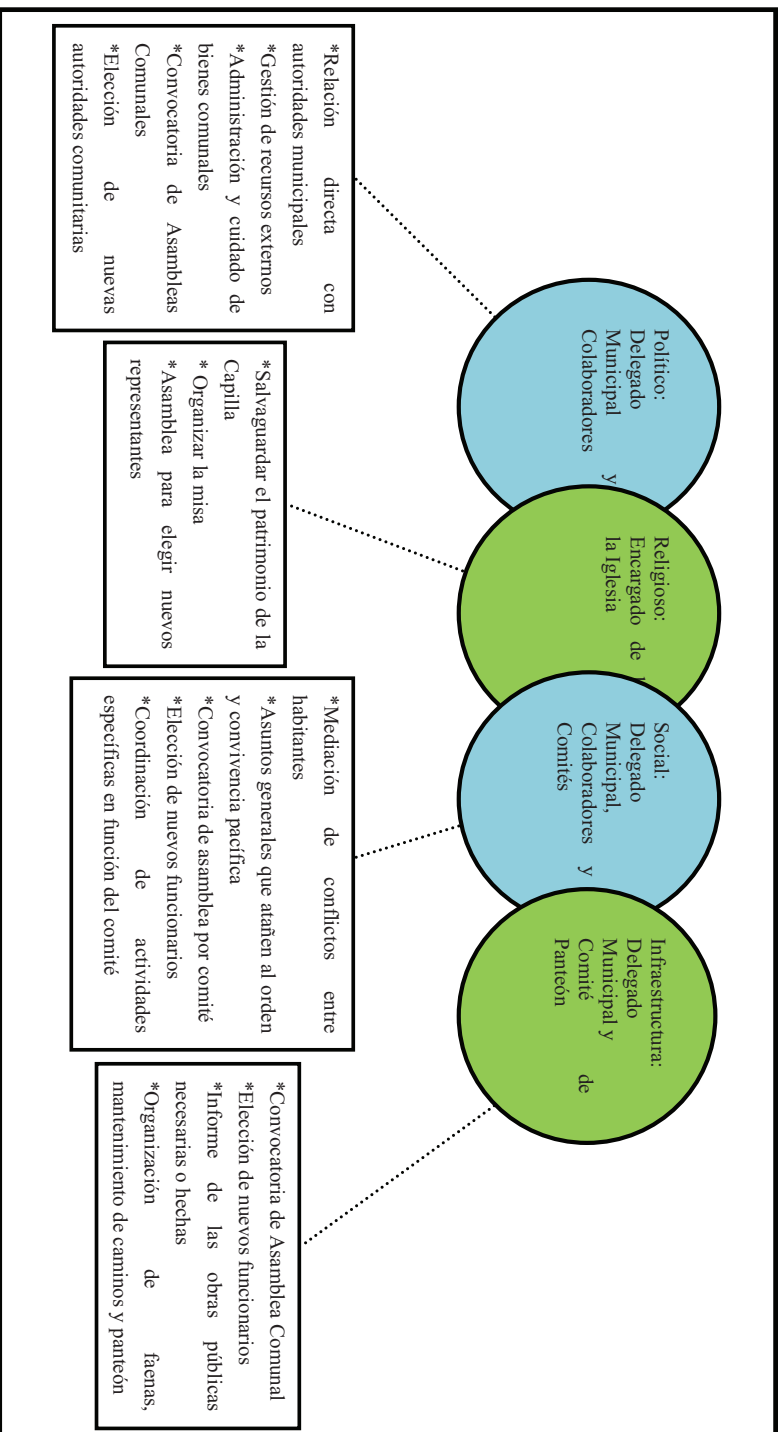 Político:
Delegado
Municipal y
Colaboradores
Religioso:
Encargado de
la Iglesia
Social:
Delegado
Municipal,
Colaboradores y
Comités
Infraestructura:
Delegado
Municipal y
Comité de
Panteón
*Relación directa con
autoridades municipales
*Gestión de recursos externos
*Administración y cuidado de
bienes comunales
*Convocatoria de Asambleas
Comunales
*Elección de nuevas
autoridades comunitarias
*Salvaguardar el patrimonio de la
Capilla
* Organizar la misa
*Asamblea para elegir nuevos
representantes
*Mediación de conflictos entre
habitantes
*Asuntos generales que atañen al orden
y convivencia pacífica
*Convocatoria de asamblea por comité
*Elección de nuevos funcionarios
*Coordinación de actividades
específicas en función del comité
*Convocatoria de Asamblea Comunal
*Elección de nuevos funcionarios
*Informe de las obras públicas
necesarias o hechas
*Organización de faenas,
mantenimiento de caminos y panteón